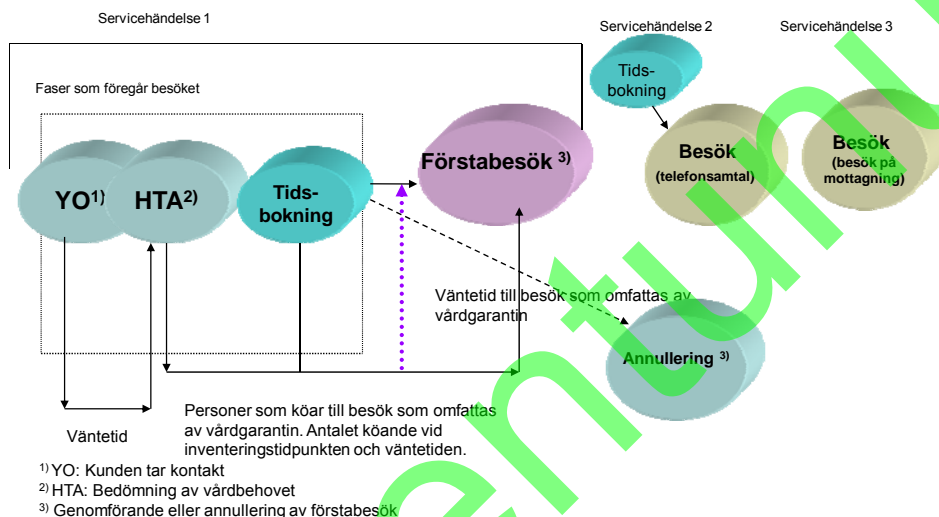 Servicehändelse 1
Servicehändelse 2
Servicehändelse 3
Faser som föregår besöket
Tids-
bokning
YO1)
HTA2)
Tids-
bokning
Förstabesök 3)
Besök
(telefonsamtal)
Besök
(besök på
mottagning)
Väntetid till besök som omfattas av
vårdgarantin
Annullering 3)
Väntetid
Personer som köar till besök som omfattas
av vårdgarantin. Antalet köande vid
inventeringstidpunkten och väntetiden.
1) YO: Kunden tar kontakt
2) HTA: Bedömning av vårdbehovet
3) Genomförande eller annullering av förstabesök